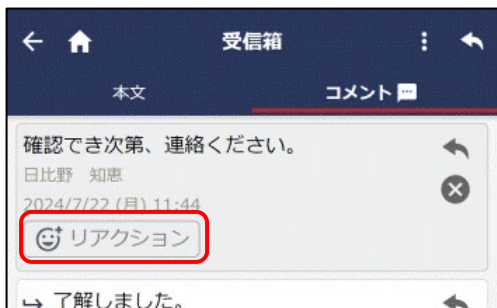 受信箱
本文
コメント
確認でき次第、連絡ください。
日比野 知恵
2024/7/22 (月) 11:44
リアクション
了解しました。